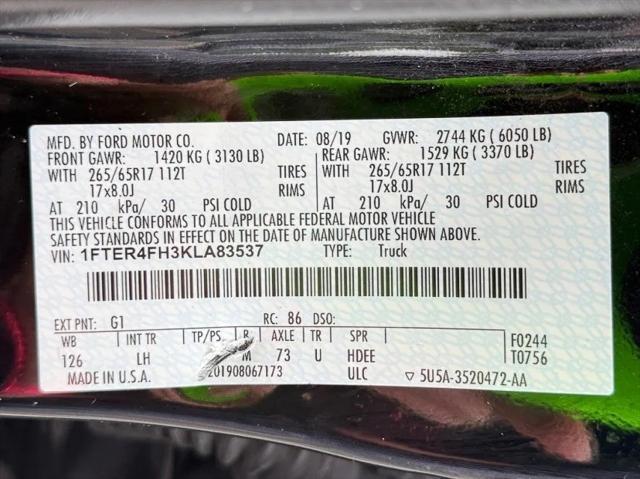 MFD. BY FORD MOTOR CO. DATE: 08/19 GVWR: 2744 KG ( 6050 LB)
FRONT GAWR: 1420 KG ( 3130 LB) REAR GAWR: 1529 KG ( 3370 LB)
WITH 265/65R17 112T TIRES WITH 265/65R17 112T TIRES
17x8.0J RIMS 17x8.0J RIMS
AT 210 kPa/ 30 PSI COLD AT 210 kPa/ 30 PSI COLD
THIS VEHICLE CONFORMS TO ALL APPLICABLE FEDERAL MOTOR VEHICLE
SAFETY STANDARDS IN EFFECT ON THE DATE OF MANUFACTURE SHOWN ABOVE.
VIN: 1FTER4FH3KLA83537 TYPE: Truck
EXT PNT: G1 RC: 86 DSO:
WB INT TR TP/PS R AXLE TR SPR F0244
126 LH M 73 U HDEE T0756
MADE IN U.S.A. 201908067173 ULC ▽ 5U5A-3520472-AA